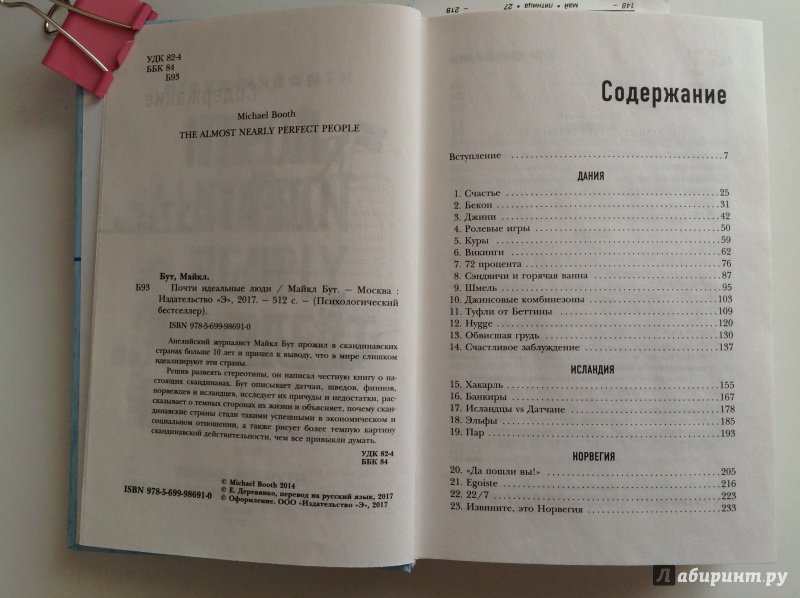 148 – май • пятница • 27 – 218
УДК 82-4
ББК 84
Б93
Michael Booth
THE ALMOST NEARLY PERFECT PEOPLE
Бут, Майкл.
Б93 Почти идеальные люди / Майкл Бут. — Москва :
Издательство «Э», 2017. — 512 с. — (Психологический
бестселлер).
ISBN 978-5-699-98691-0
Английский журналист Майкл Бут прожил в скандинавских
странах больше 10 лет и пришел к выводу, что в мире слишком
идеализируют эти страны.
Решив развеять стереотипы, он написал честную книгу о на-
стоящих скандинавах. Бут описывает датчан, шведов, финнов,
норвежцев и исландцев, исследует их причуды и недостатки, рас-
сказывает о темных сторонах их жизни и объясняет, почему скан-
динавские страны стали такими успешными в экономическом и
социальном отношении, а также рисует более темную картину
скандинавской действительности, чем все привыкли думать.
УДК 82-4
ББК 84
© Michael Booth 2014
© Е. Деревянко, перевод на русский язык, 2017
ISBN 978-5-699-98691-0 © Оформление. ООО «Издательство «Э», 2017
Содержание
Вступление 7
ДАНИЯ
1. Счастье 25
2. Бекон 31
3. Джини 42
4. Ролевые игры 50
5. Куры 59
6. Викинги 62
7. 72 процента 76
8. Сэндвичи и горячая ванна 87
9. Шмель 95
10. Джинсовые комбинезоны 103
11. Туфли от Беттины 109
12. Hygge 120
13. Обвисшая грудь 130
14. Счастливое заблуждение 137
ИСЛАНДИЯ
15. Хакарль 155
16. Банкиры 167
17. Исландцы vs Датчане 178
18. Эльфы 185
19. Пар 193
НОРВЕГИЯ
20. «Да пошли вы!» 205
21. Egoiste 216
22. 22/7 223
23. Извините, это Норвегия 233
Лабиринт.ру